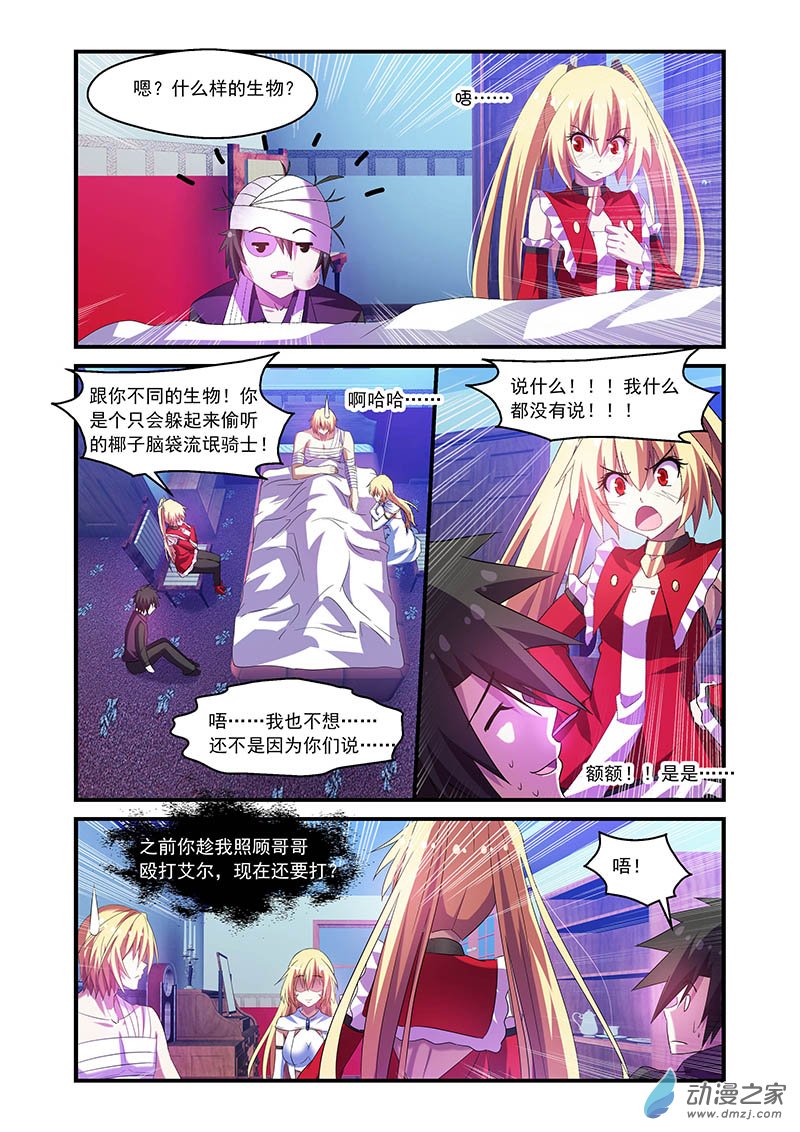 嗯？什么样的生物？
唔……
跟你不同的生物！你
是个只会躲起来偷听
的椰子脑袋流氓骑士！
啊哈哈……
唔……我也不想……
还不是因为你们说……
说什么！！！我什么
都没有说！！！
额额！！是是……
之前你趁我照顾哥哥
殴打艾尔，现在还要打？
唔！
动漫之家
www.dmzj.com